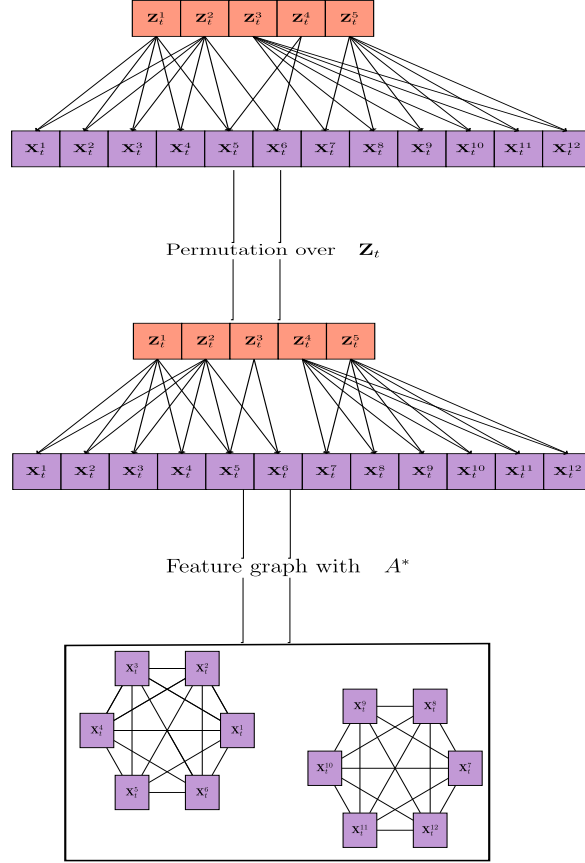 Z_t^1 Z_t^2 Z_t^3 Z_t^4 Z_t^5
X_t^1 X_t^2 X_t^3 X_t^4 X_t^5 X_t^6 X_t^7 X_t^8 X_t^9 X_t^10 X_t^11 X_t^12
Permutation over Z_t
Z_t^1 Z_t^2 Z_t^3 Z_t^4 Z_t^5
X_t^1 X_t^2 X_t^3 X_t^4 X_t^5 X_t^6 X_t^7 X_t^8 X_t^9 X_t^10 X_t^11 X_t^12
Feature graph with A*
X_t^3 X_t^2
X_t^4 X_t^1
X_t^5 X_t^6
X_t^9 X_t^8
X_t^10 X_t^7
X_t^11 X_t^12